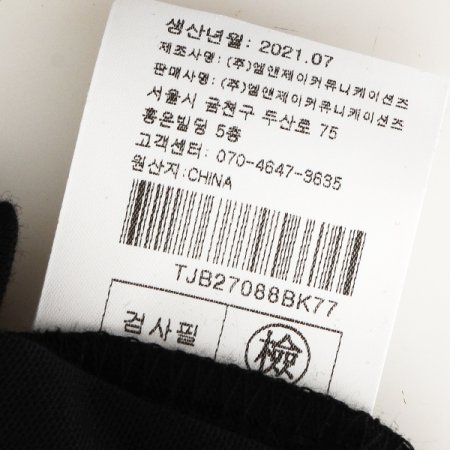 생산년월: 2021.07
제조사명: (주)엘앤제이커뮤니케이션즈
판매사명: (주)엘앤제이커뮤니케이션즈
서울시 금천구 두산로 75
홍은빌딩 5층
고객센터: 070-4647-3635
원산지:CHINA
TJB27088BK77
검사필 檢